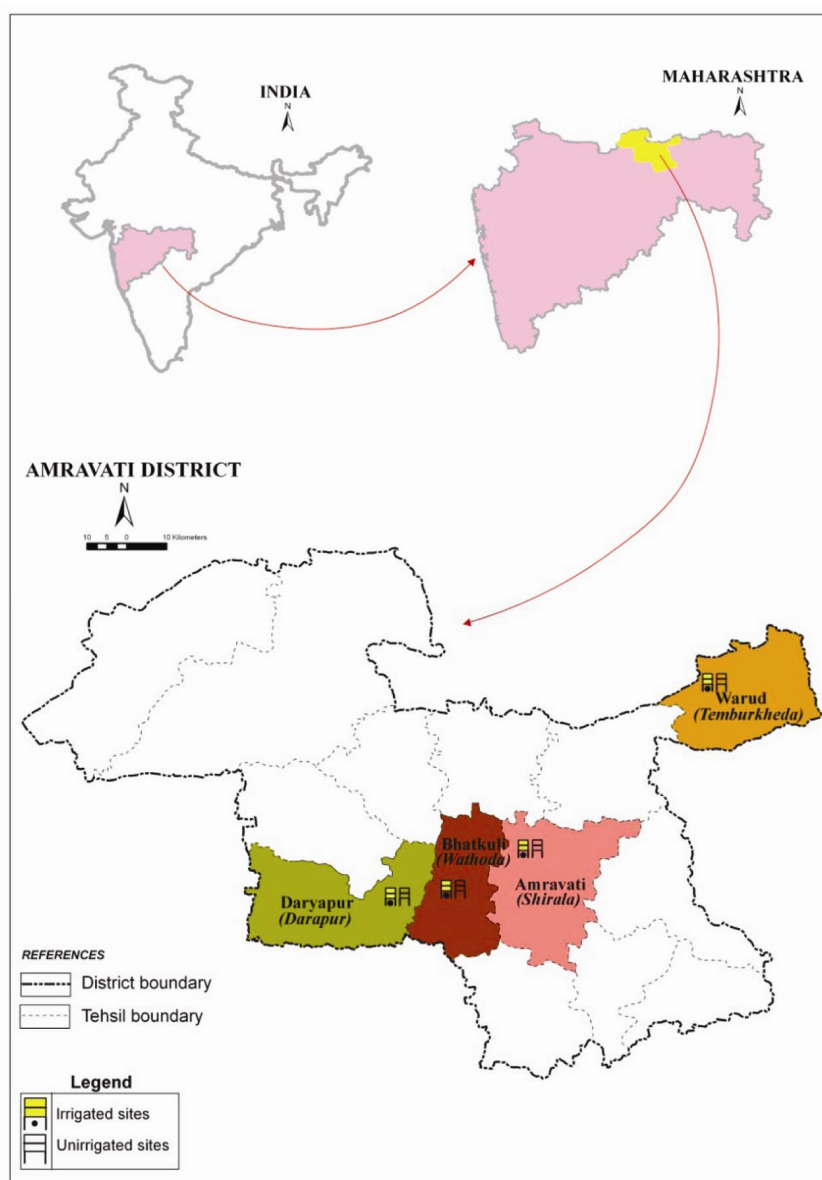 INDIA
N
MAHARASHTRA
N
AMRAVATI DISTRICT
N
10 5 0 10 Kilometers
Warud
(Temburkheda)
Bhatkuli
(Wathoda)
Daryapur
(Darapur)
Amravati
(Shirala)
REFERENCES
District boundary
Tehsil boundary
Legend
Irrigated sites
Unirrigated sites